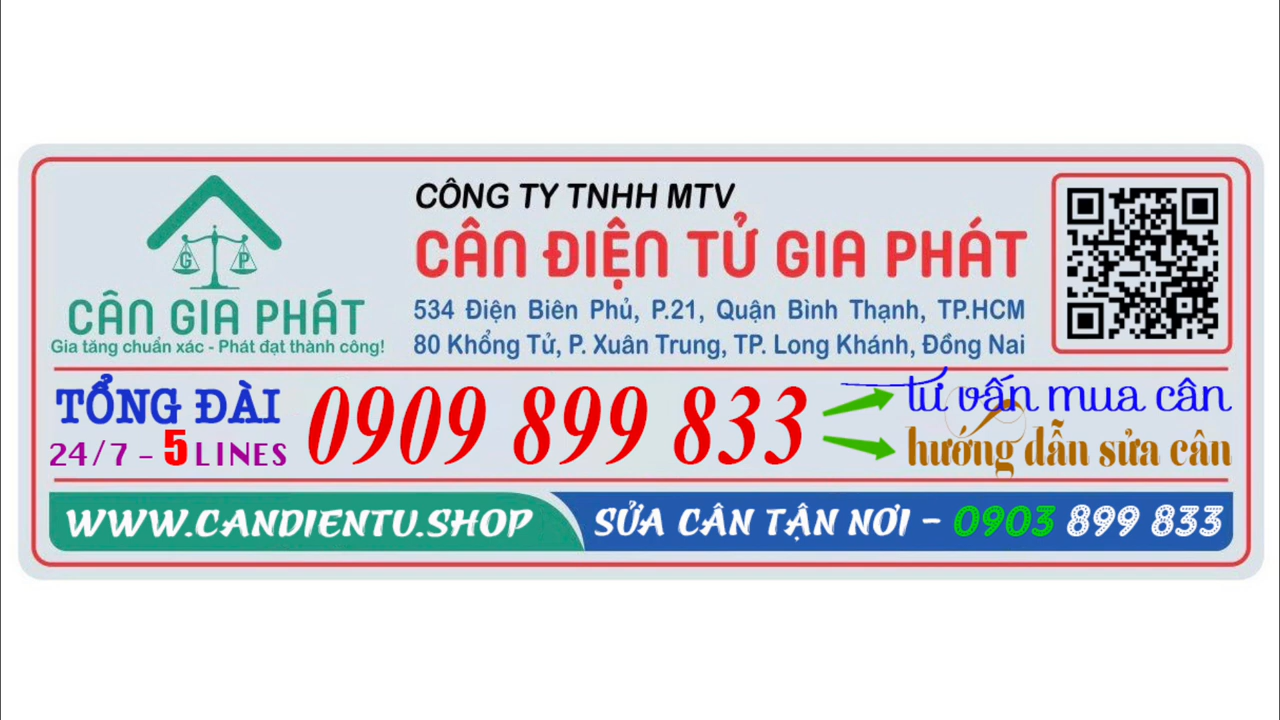 G P
CÂN GIA PHÁT
Gia tăng chuẩn xác - Phát đạt thành công!
CÔNG TY TNHH MTV
CÂN ĐIỆN TỬ GIA PHÁT
534 Điện Biên Phủ, P.21, Quận Bình Thạnh, TP.HCM
80 Khổng Tử, P. Xuân Trung, TP. Long Khánh, Đồng Nai
TỔNG ĐÀI
24/7 - 5 LINES
0909 899 833
tư vấn mua cân
hướng dẫn sửa cân
WWW.CANDIENTU.SHOP
SỬA CÂN TẬN NƠI - 0903 899 833